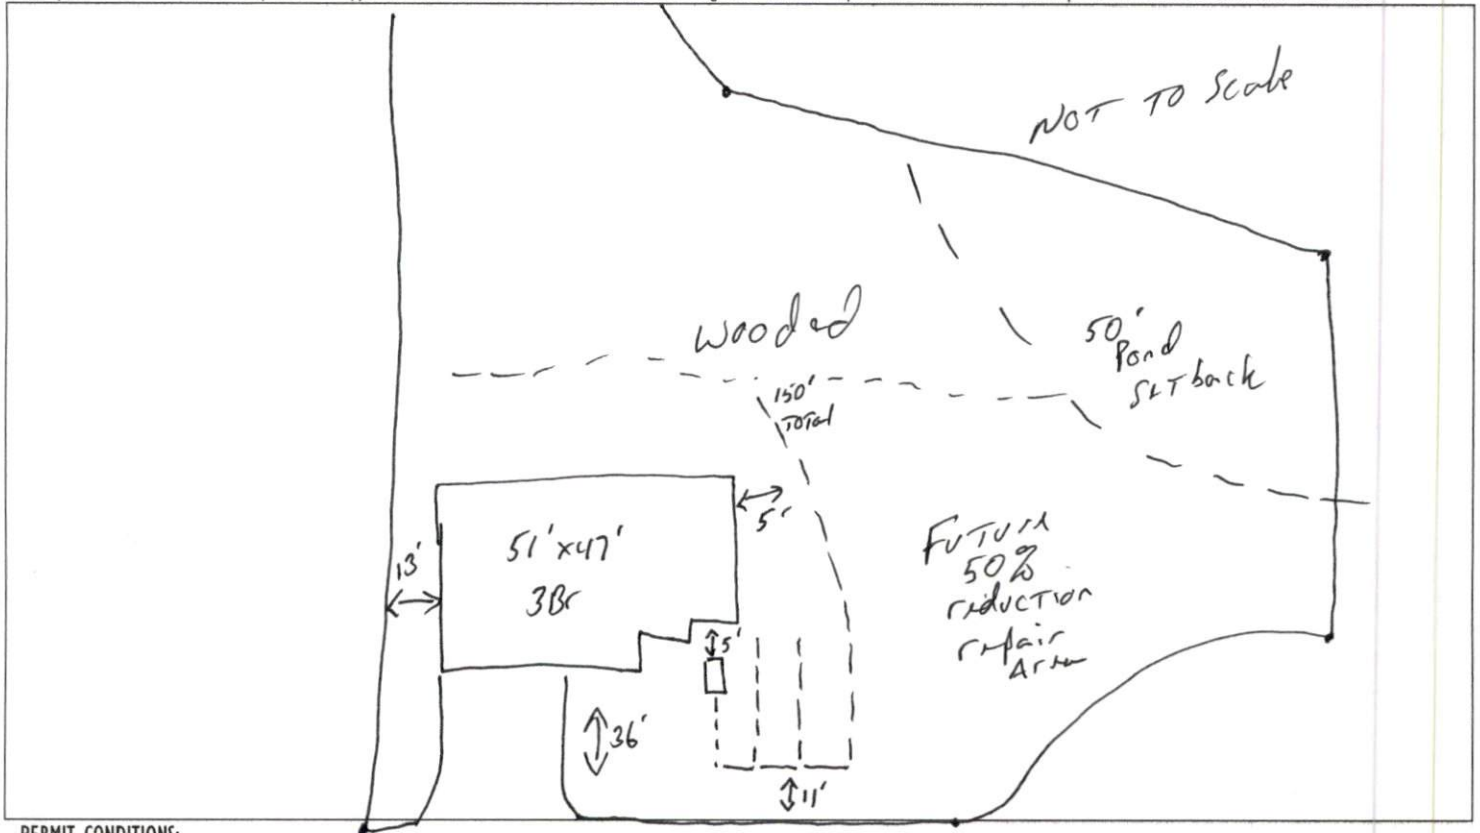 NOT TO Scale
Wooded
50'
Pond
SETback
150'
Total
5'
51'x47'
3Br
13'
Future
50%
reduction
repair
Area
5'
36'
11'
PERMIT CONDITIONS: